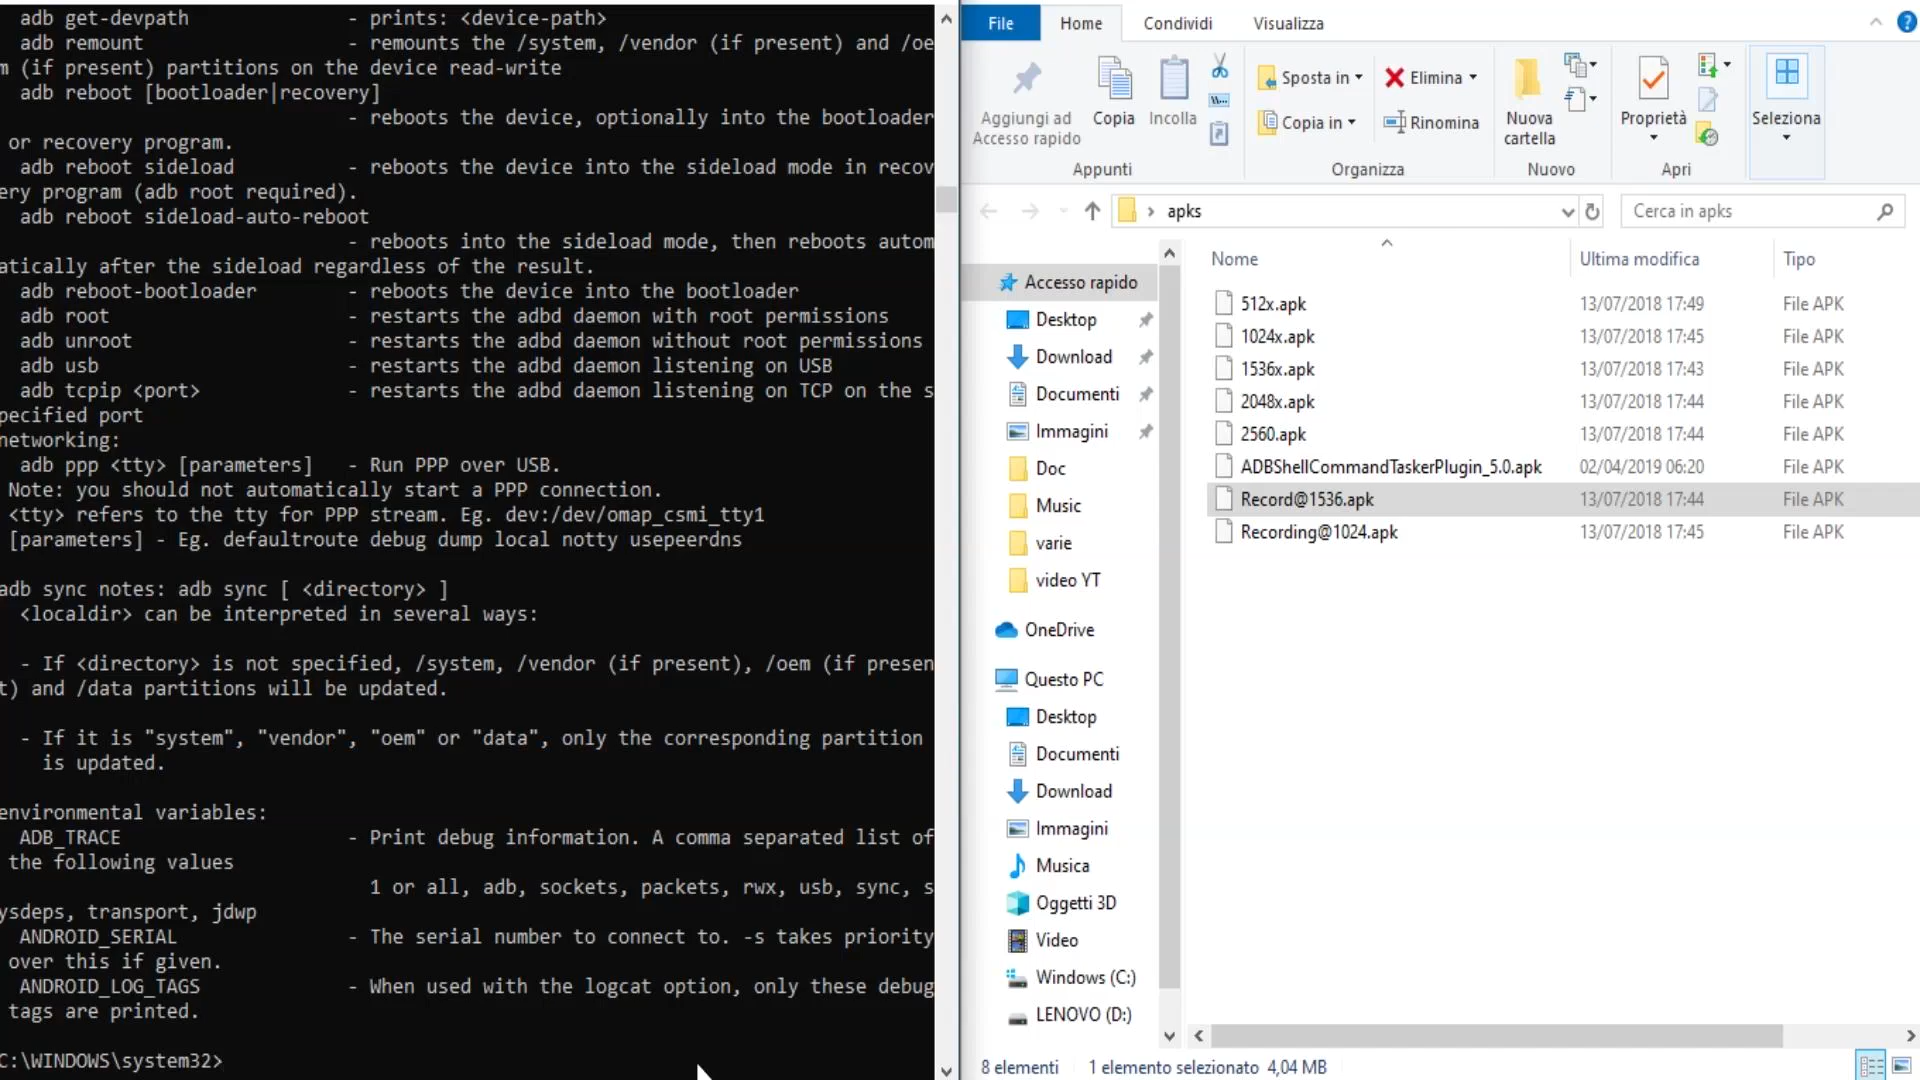 adb get-devpath - prints: <device-path>
adb remount - remounts the /system, /vendor (if present) and /oe
m (if present) partitions on the device read-write
adb reboot [bootloader|recovery]
- reboots the device, optionally into the bootloader
or recovery program.
adb reboot sideload - reboots the device into the sideload mode in recov
ery program (adb root required).
adb reboot sideload-auto-reboot
- reboots into the sideload mode, then reboots autom
atically after the sideload regardless of the result.
adb reboot-bootloader - reboots the device into the bootloader
adb root - restarts the adbd daemon with root permissions
adb unroot - restarts the adbd daemon without root permissions
adb usb - restarts the adbd daemon listening on USB
adb tcpip <port> - restarts the adbd daemon listening on TCP on the s
pecified port
networking:
adb ppp <tty> [parameters] - Run PPP over USB.
Note: you should not automatically start a PPP connection.
<tty> refers to the tty for PPP stream. Eg. dev:/dev/omap_csmi_tty1
[parameters] - Eg. defaultroute debug dump local notty usepeerdns
adb sync notes: adb sync [ <directory> ]
<localdir> can be interpreted in several ways:
- If <directory> is not specified, /system, /vendor (if present), /oem (if presen
t) and /data partitions will be updated.
- If it is "system", "vendor", "oem" or "data", only the corresponding partition
is updated.
environmental variables:
ADB_TRACE - Print debug information. A comma separated list of
the following values
1 or all, adb, sockets, packets, rwx, usb, sync, s
ysdeps, transport, jdwp
ANDROID_SERIAL - The serial number to connect to. -s takes priority
over this if given.
ANDROID_LOG_TAGS - When used with the logcat option, only these debug
tags are printed.
C:\WINDOWS\system32>
File Home Condividi Visualizza
Aggiungi ad
Accesso rapido
Copia
Incolla
Appunti
Sposta in
Copia in
Elimina
Rinomina
Organizza
Nuova
cartella
Nuovo
Proprietà
Apri
Seleziona
apks
Cerca in apks
Accesso rapido
Desktop
Download
Documenti
Immagini
Doc
Music
varie
video YT
OneDrive
Questo PC
Desktop
Documenti
Download
Immagini
Musica
Oggetti 3D
Video
Windows (C:)
LENOVO (D:)
Nome Ultima modifica Tipo
512x.apk 13/07/2018 17:49 File APK
1024x.apk 13/07/2018 17:45 File APK
1536x.apk 13/07/2018 17:43 File APK
2048x.apk 13/07/2018 17:44 File APK
2560.apk 13/07/2018 17:44 File APK
ADBShellCommandTaskerPlugin_5.0.apk 02/04/2019 06:20 File APK
Record@1536.apk 13/07/2018 17:44 File APK
Recording@1024.apk 13/07/2018 17:45 File APK
8 elementi 1 elemento selezionato 4,04 MB